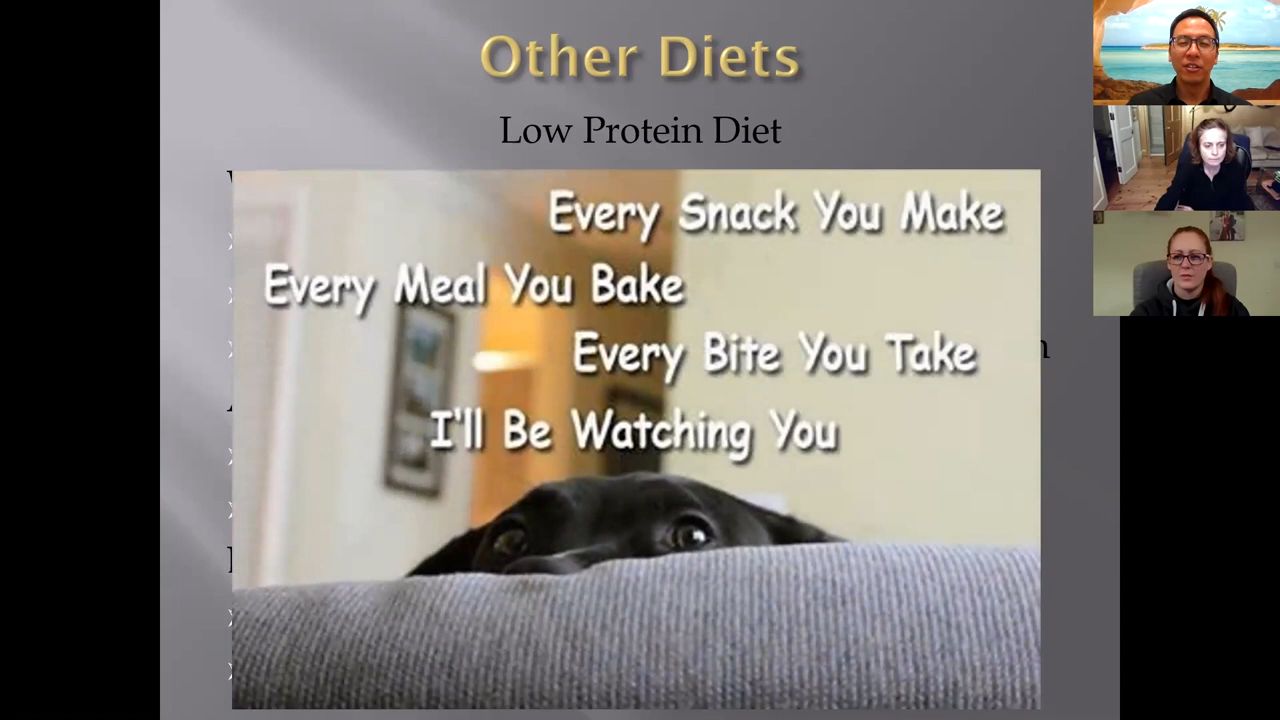 Other Diets
Low Protein Diet
Every Snack You Make
Every Meal You Bake
Every Bite You Take
I'll Be Watching You